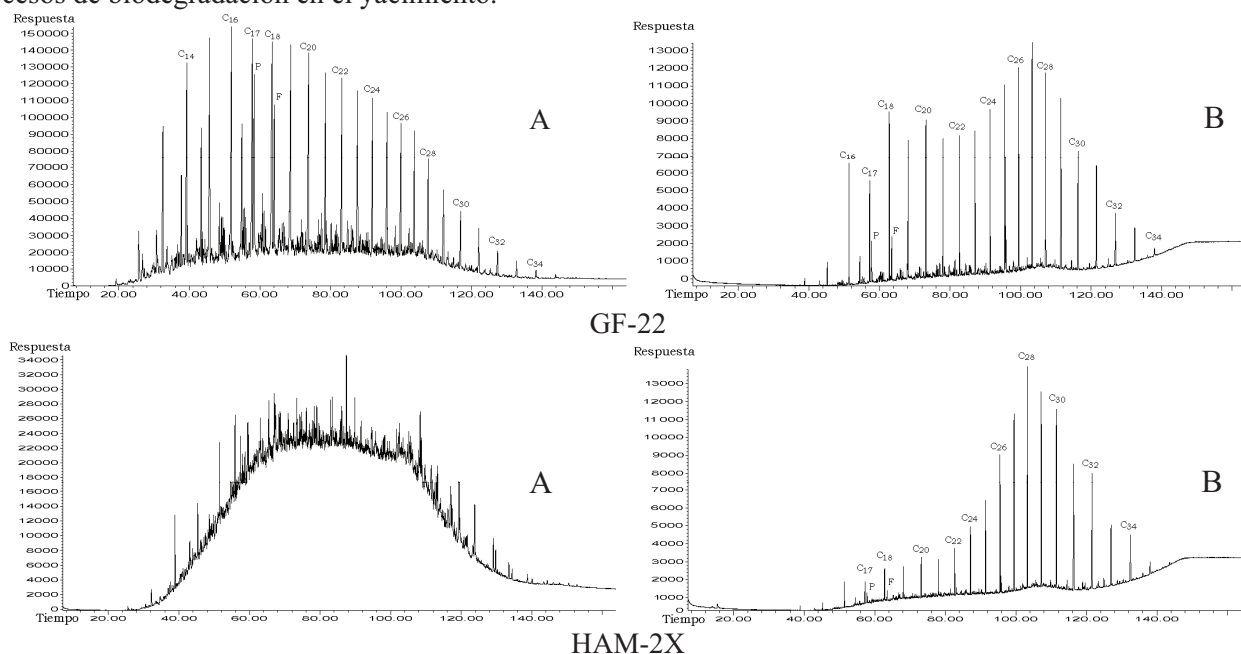 cesos de biodegradación en el yacimiento.
Respuesta
150000
140000
130000
120000
110000
100000
90000
80000
70000
60000
50000
40000
30000
20000
10000
0
Tiempo
20.00
40.00
60.00
80.00
100.00
120.00
140.00
C14
C16
C17
P
C18
F
C20
C22
C24
C26
C28
C30
C32
C34
A
Respuesta
13000
12000
11000
10000
9000
8000
7000
6000
5000
4000
3000
2000
1000
0
Tiempo
20.00
40.00
60.00
80.00
100.00
120.00
140.00
C16
C17
P
C18
F
C20
C22
C24
C26
C28
C30
C32
C34
B
GF-22
Respuesta
34000
32000
30000
28000
26000
24000
22000
20000
18000
16000
14000
12000
10000
8000
6000
4000
2000
0
Tiempo
20.00
40.00
60.00
80.00
100.00
120.00
140.00
A
Respuesta
13000
12000
11000
10000
9000
8000
7000
6000
5000
4000
3000
2000
1000
0
Tiempo
20.00
40.00
60.00
80.00
100.00
120.00
140.00
C17
P
C18
F
C20
C22
C24
C26
C28
C30
C32
C34
B
HAM-2X